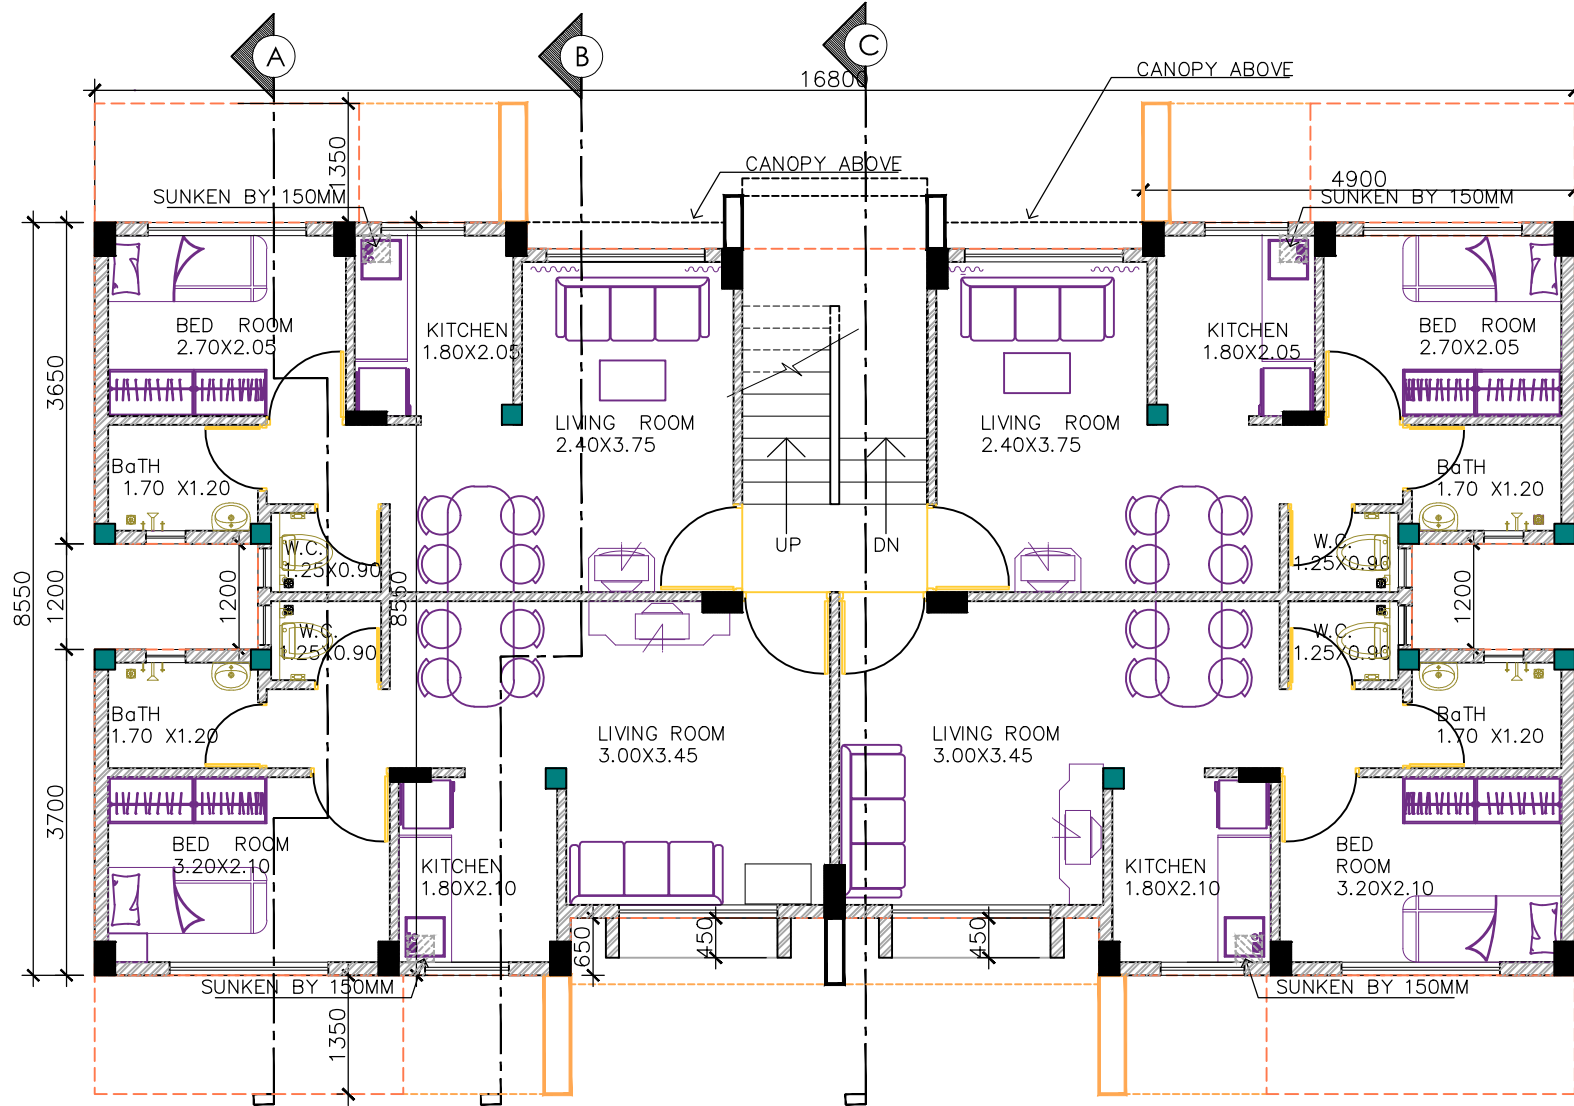 A
B
C
16800
CANOPY ABOVE
1350
CANOPY ABOVE
4900
SUNKEN BY 150MM
SUNKEN BY 150MM
BED ROOM
2.70X2.05
KITCHEN
1.80X2.05
KITCHEN
1.80X2.05
BED ROOM
2.70X2.05
3650
LIVING ROOM
2.40X3.75
LIVING ROOM
2.40X3.75
BaTH
1.70 X1.20
BaTH
1.70 X1.20
UP
DN
W.C.
1.25X0.90
W.C.
1.25X0.90
8550
1200
1200
8550
1200
W.C.
1.25X0.90
W.C.
1.25X0.90
BaTH
1.70 X1.20
BaTH
1.70 X1.20
LIVING ROOM
3.00X3.45
LIVING ROOM
3.00X3.45
3700
BED ROOM
3.20X2.10
KITCHEN
1.80X2.10
KITCHEN
1.80X2.10
BED
ROOM
3.20X2.10
650
450
450
SUNKEN BY 150MM
SUNKEN BY 150MM
1350